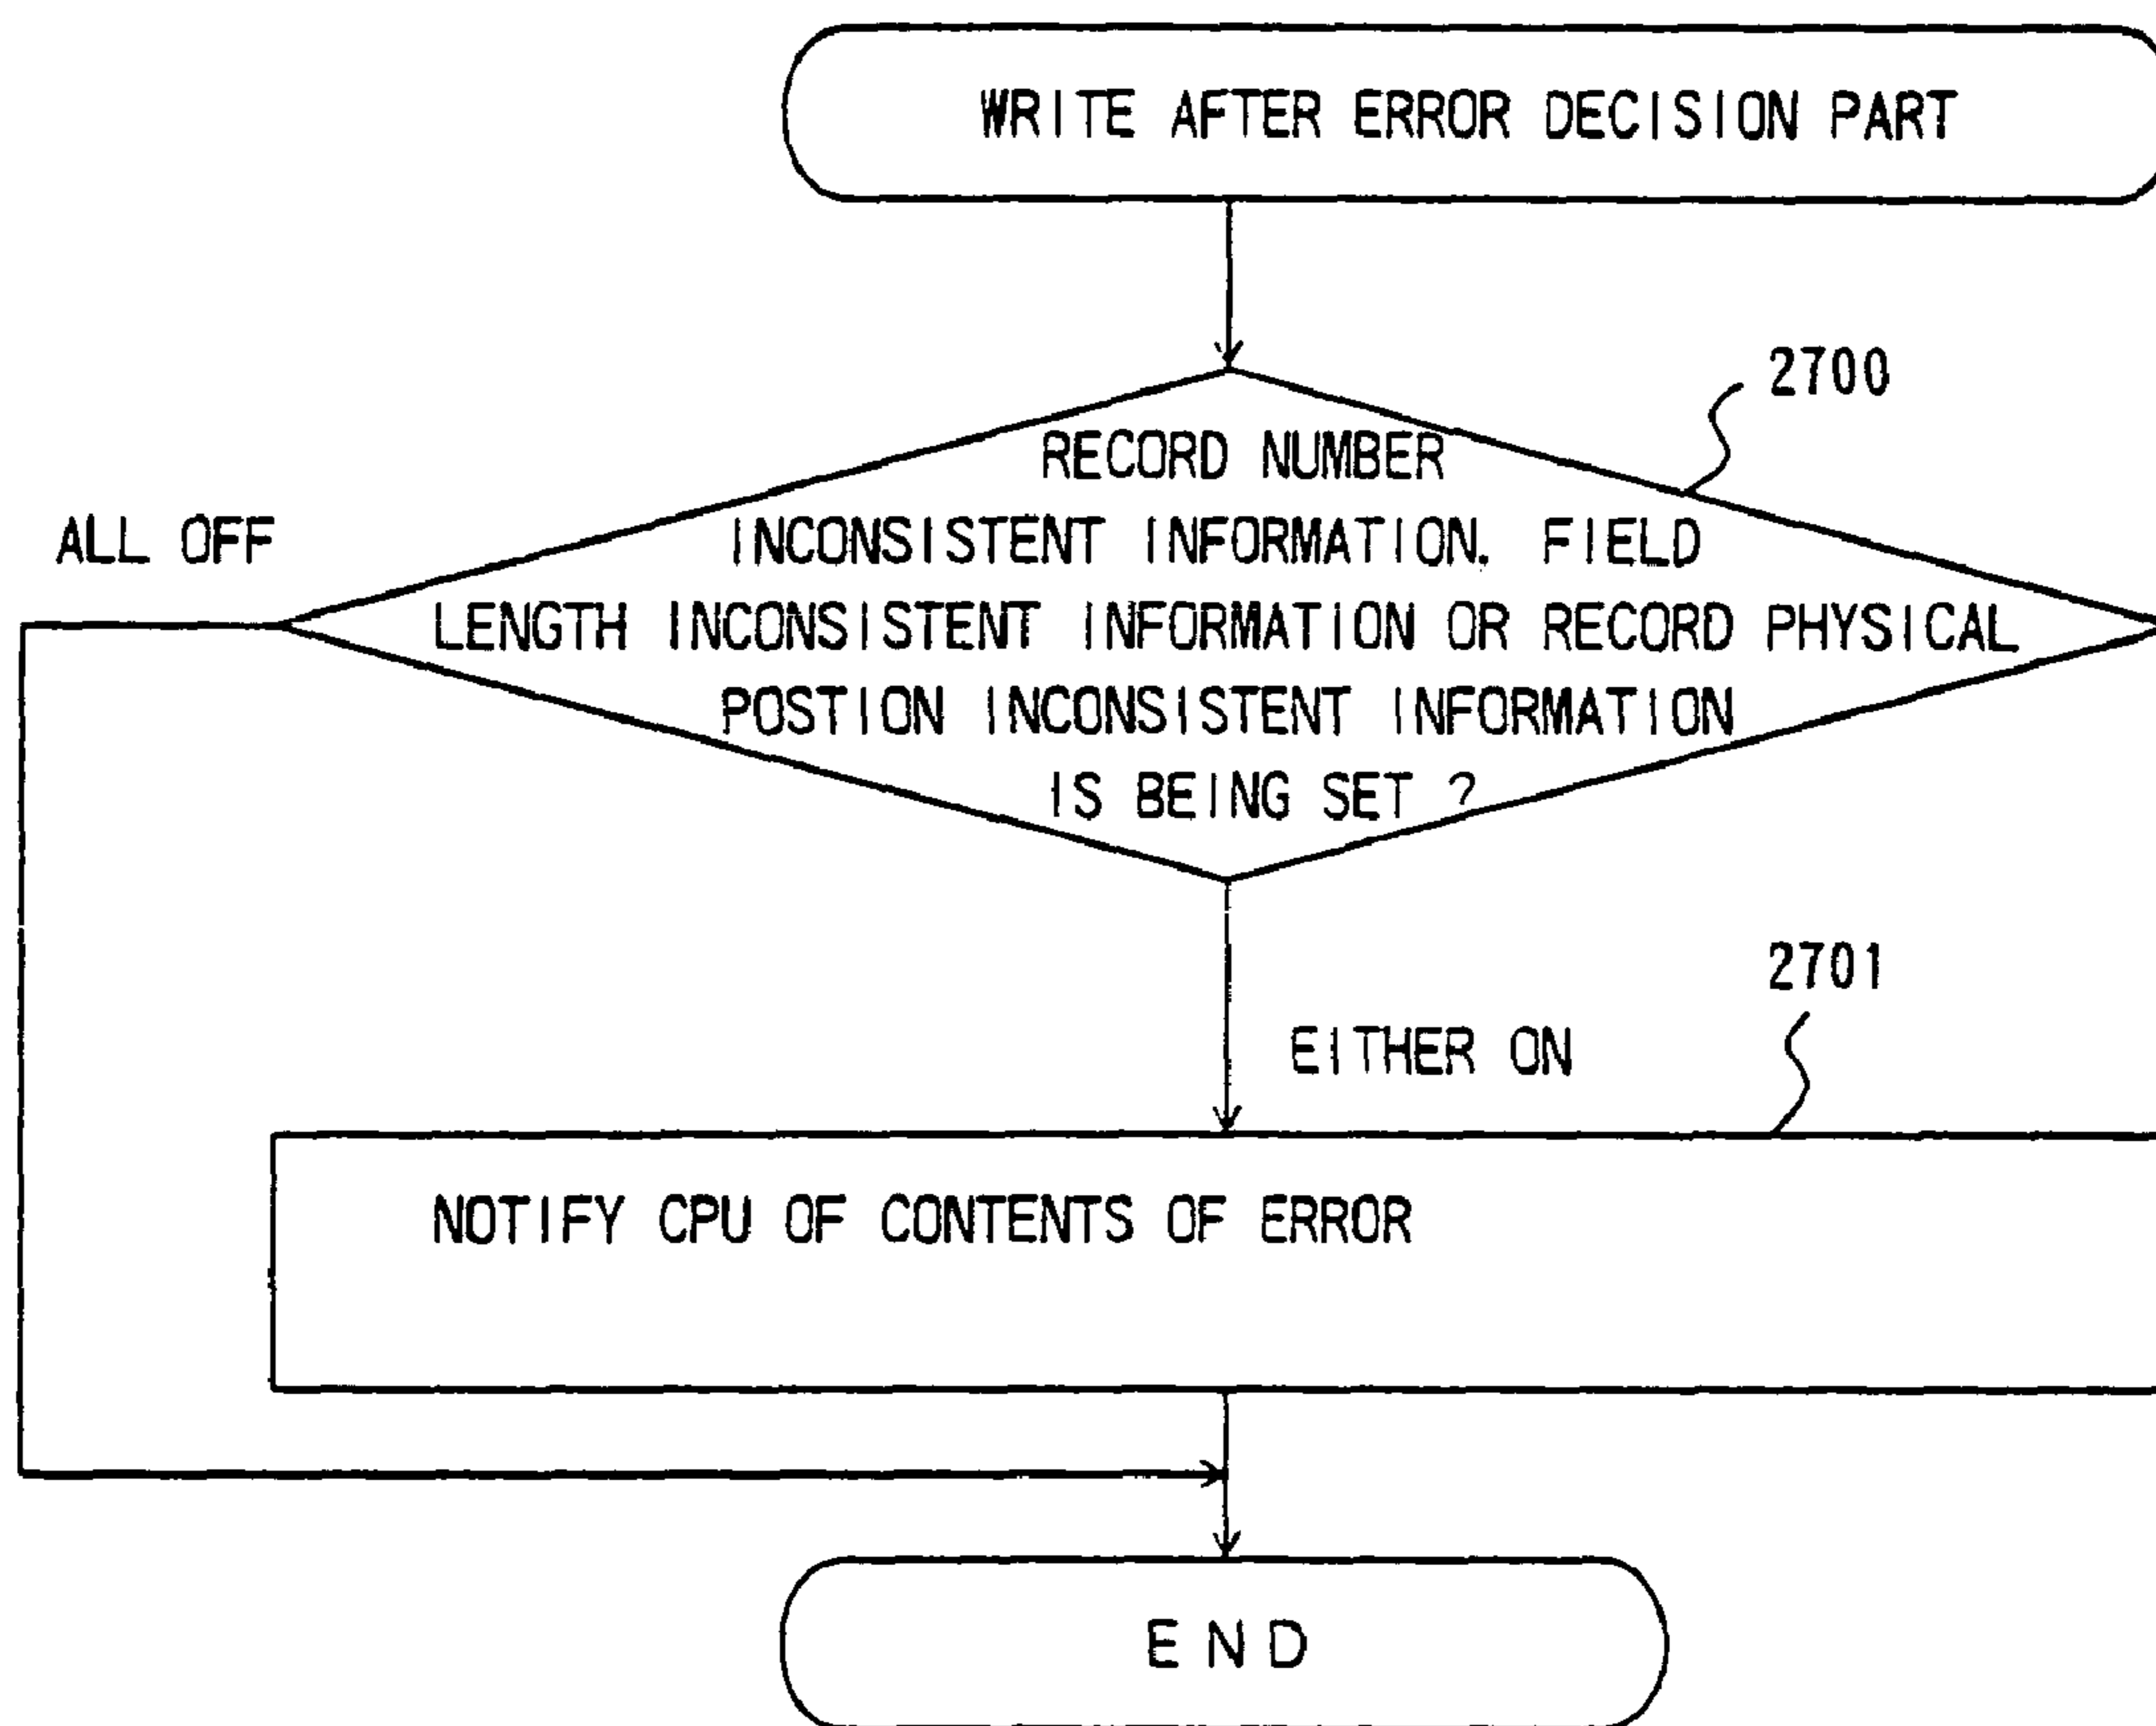 WRITE AFTER ERROR DECISION PART
2700
RECORD NUMBER
ALL OFF
INCONSISTENT INFORMATION. FIELD
LENGTH INCONSISTENT INFORMATION OR RECORD PHYSICAL
POSTION INCONSISTENT INFORMATION
IS BEING SET ?
2701
EITHER ON
NOTIFY CPU OF CONTENTS OF ERROR
END